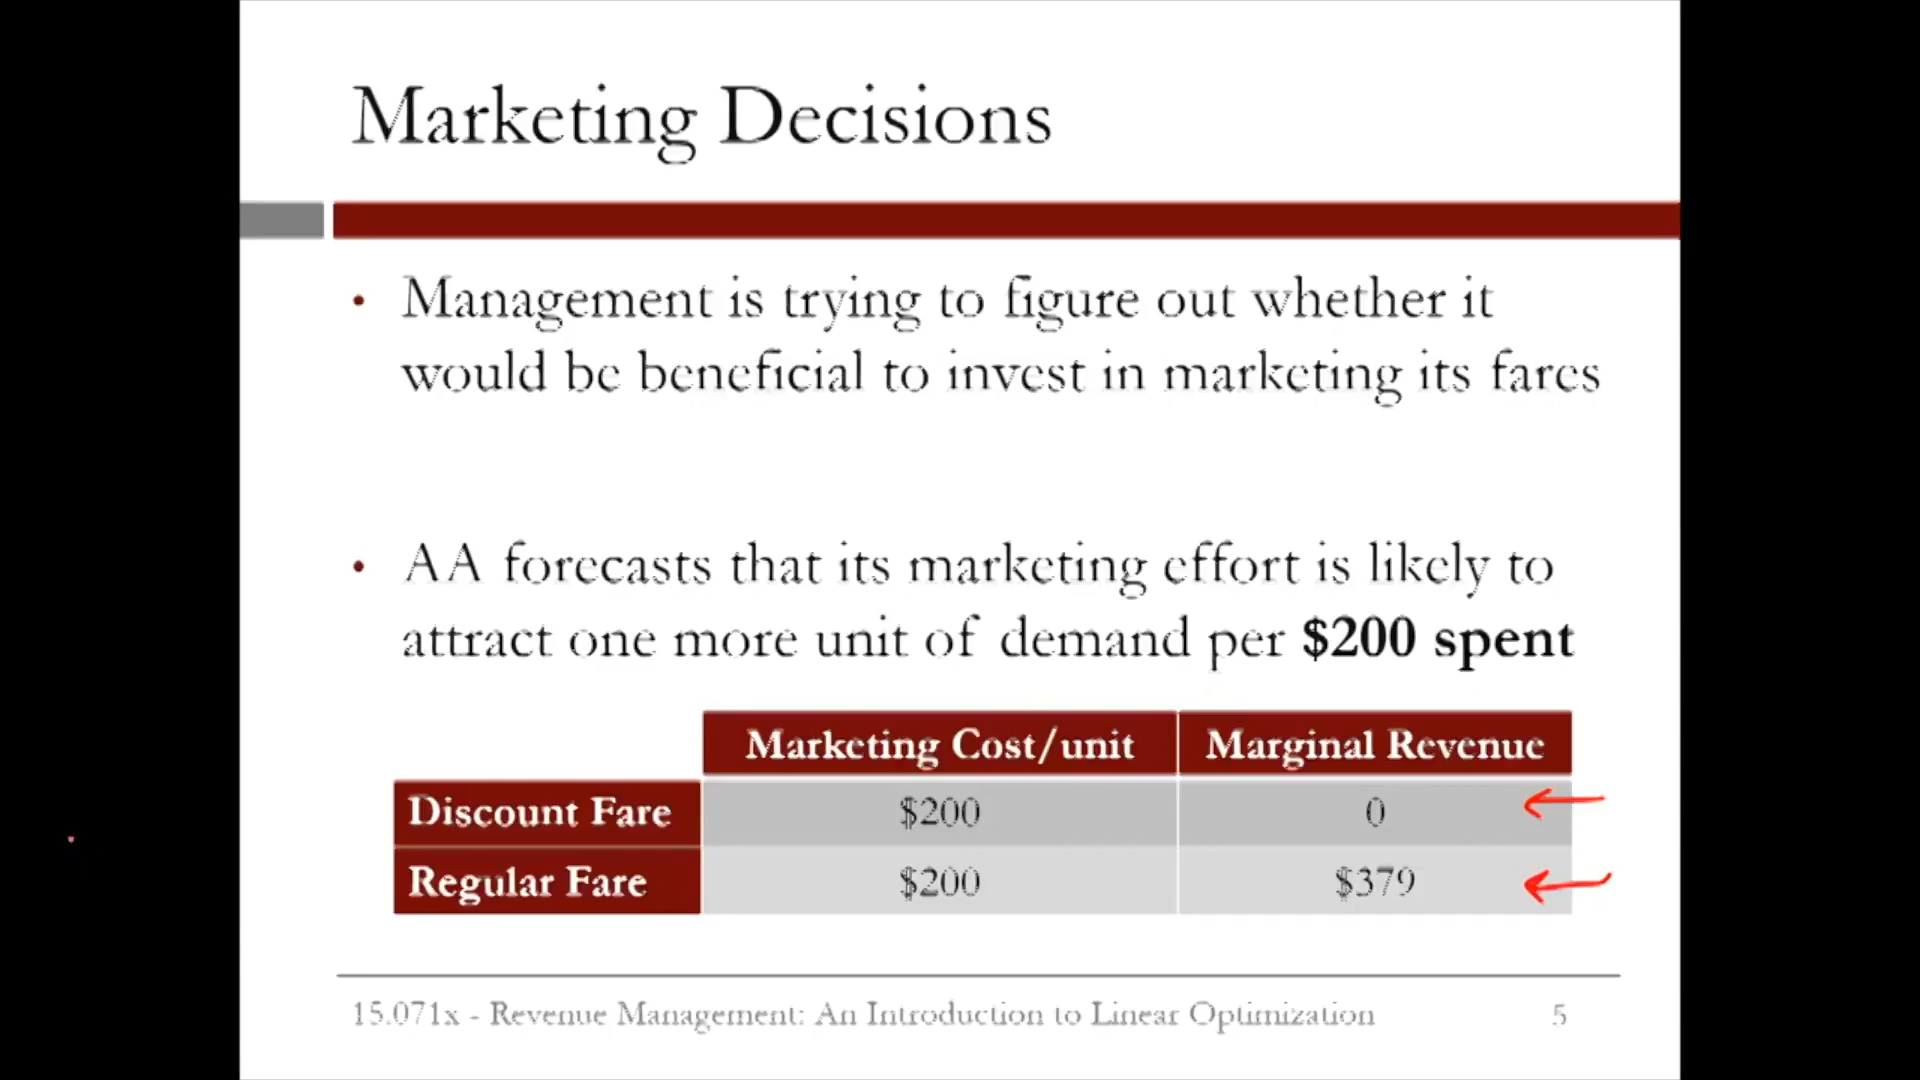 Marketing Decisions
• Management is trying to figure out whether it
would be beneficial to invest in marketing its fares
• AA forecasts that its marketing effort is likely to
attract one more unit of demand per $200 spent
Marketing Cost/unit Marginal Revenue
Discount Fare $200 0
Regular Fare $200 $379
15.071x - Revenue Management: An Introduction to Linear Optimization 5